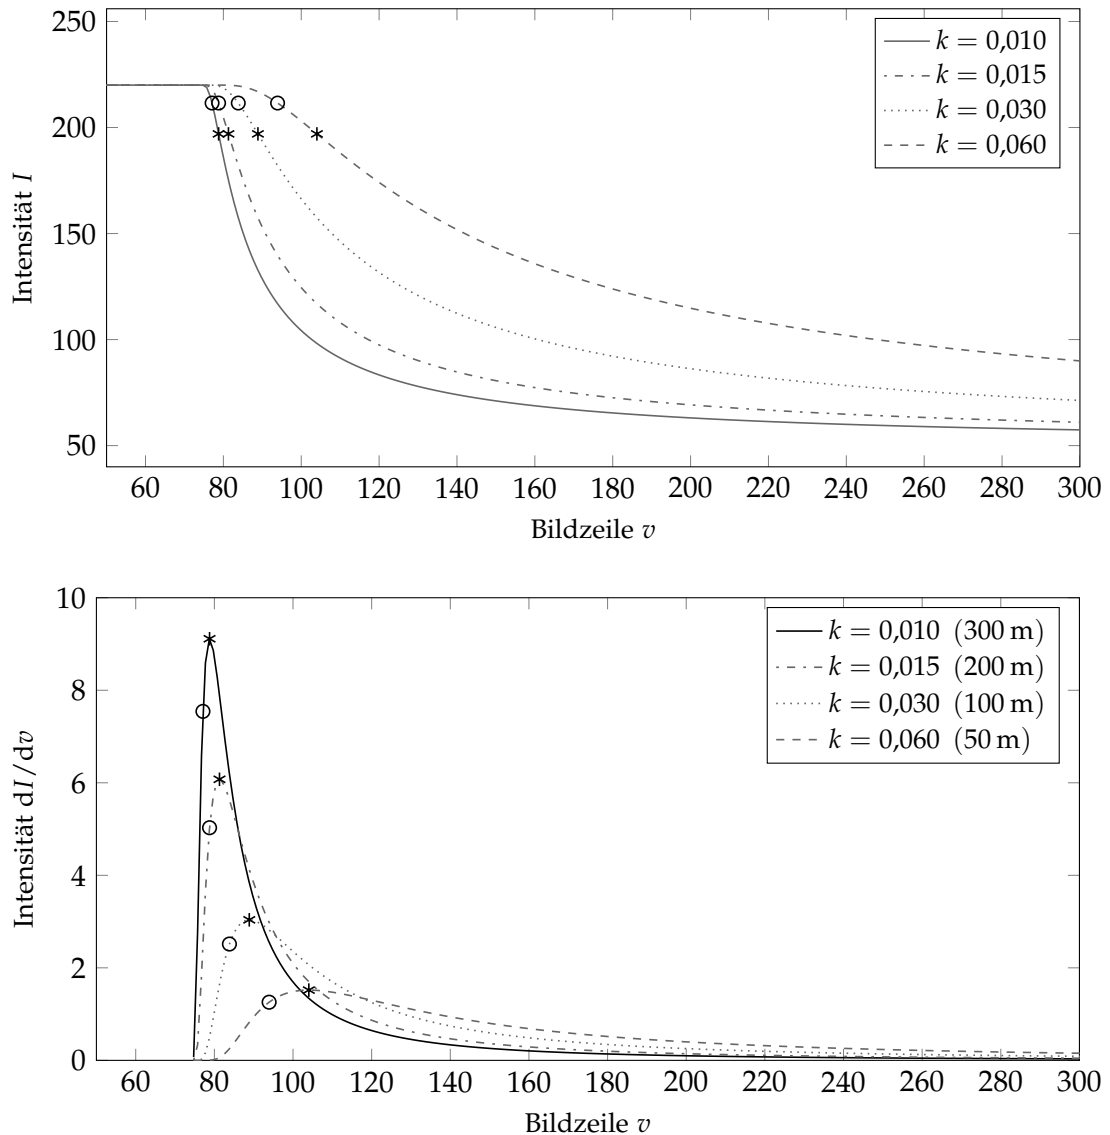 250
200
150
100
50
Intensität I
k = 0,010
k = 0,015
k = 0,030
k = 0,060
60 80 100 120 140 160 180 200 220 240 260 280 300
Bildzeile v
10
8
6
4
2
0
Intensität dI/dv
k = 0,010 (300 m)
k = 0,015 (200 m)
k = 0,030 (100 m)
k = 0,060 (50 m)
60 80 100 120 140 160 180 200 220 240 260 280 300
Bildzeile v